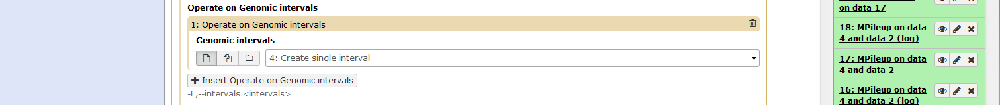 Operate on Genomic intervals
1: Operate on Genomic intervals
Genomic intervals
4: Create single interval
Insert Operate on Genomic intervals
-L,--intervals <intervals>
on data 17
18: MPileup on data
4 and data 2 (log)
17: MPileup on data
4 and data 2
16: MPileup on data
4 and data 2 (log)